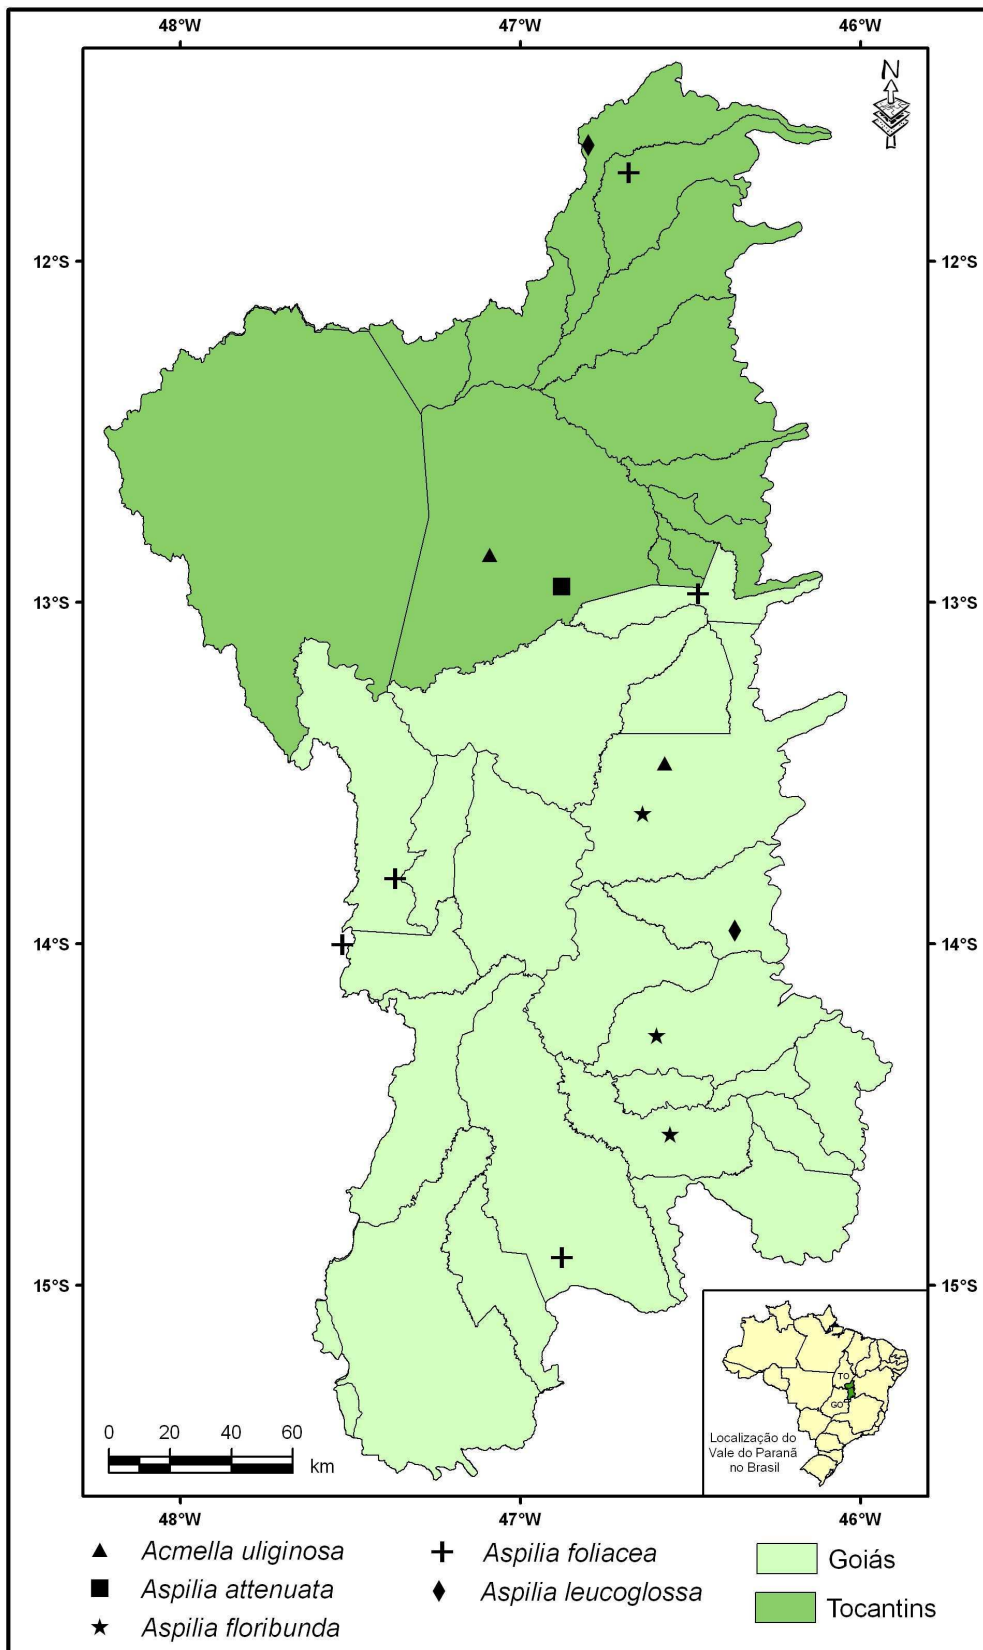 48°W 47°W 46°W
N
12°S 12°S
13°S 13°S
14°S 14°S
15°S 15°S
TO
GO
Localização do
Vale do Paranã
no Brasil
0 20 40 60
km
48°W 47°W 46°W
Acmella uliginosa
Aspilia attenuata
Aspilia floribunda
Aspilia foliacea
Aspilia leucoglossa
Goiás
Tocantins